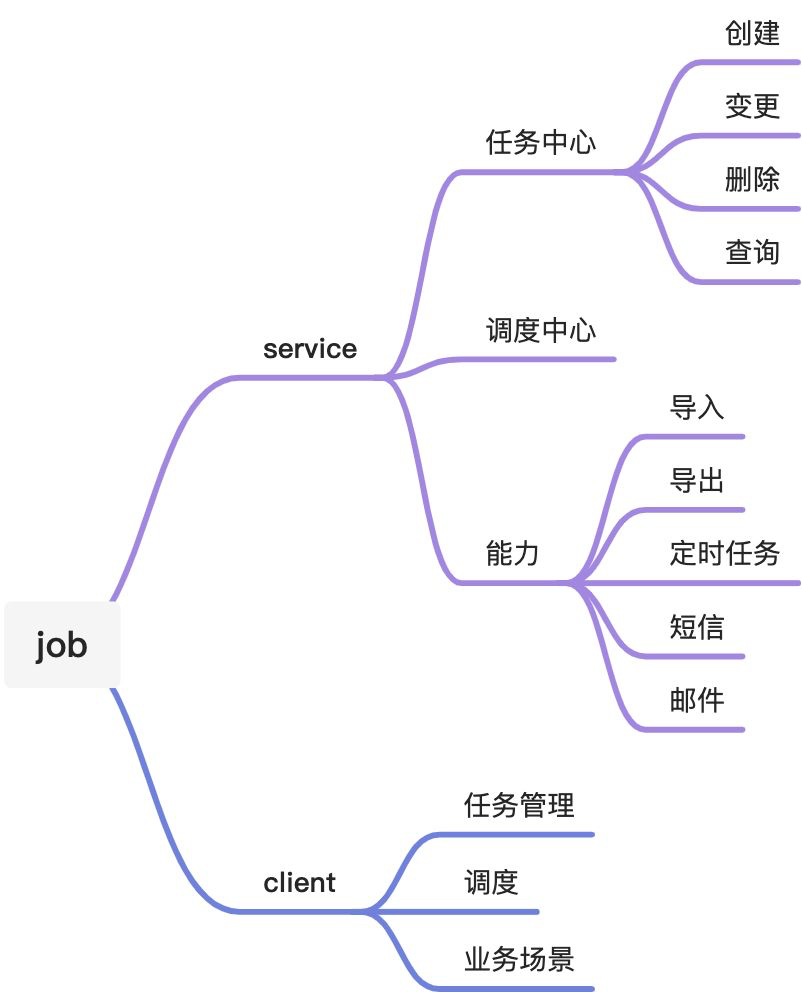 创建
变更
任务中心
删除
查询
调度中心
service
导入
导出
能力
定时任务
短信
邮件
job
任务管理
client
调度
业务场景